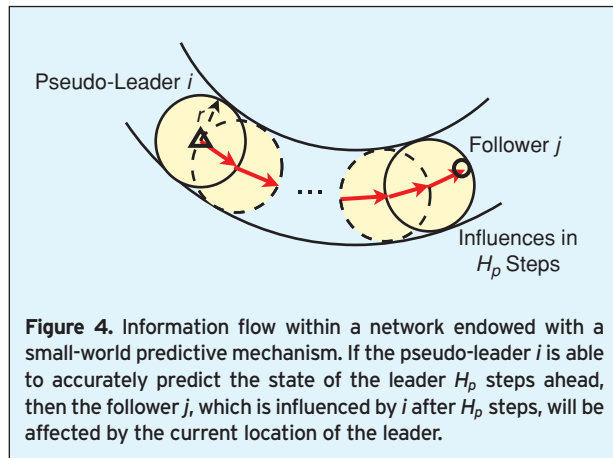 Pseudo-Leader i
r
Follower j
...
Influences in
Hp Steps
Figure 4. Information flow within a network endowed with a
small-world predictive mechanism. If the pseudo-leader i is able
to accurately predict the state of the leader Hp steps ahead,
then the follower j, which is influenced by i after Hp steps, will be
affected by the current location of the leader.